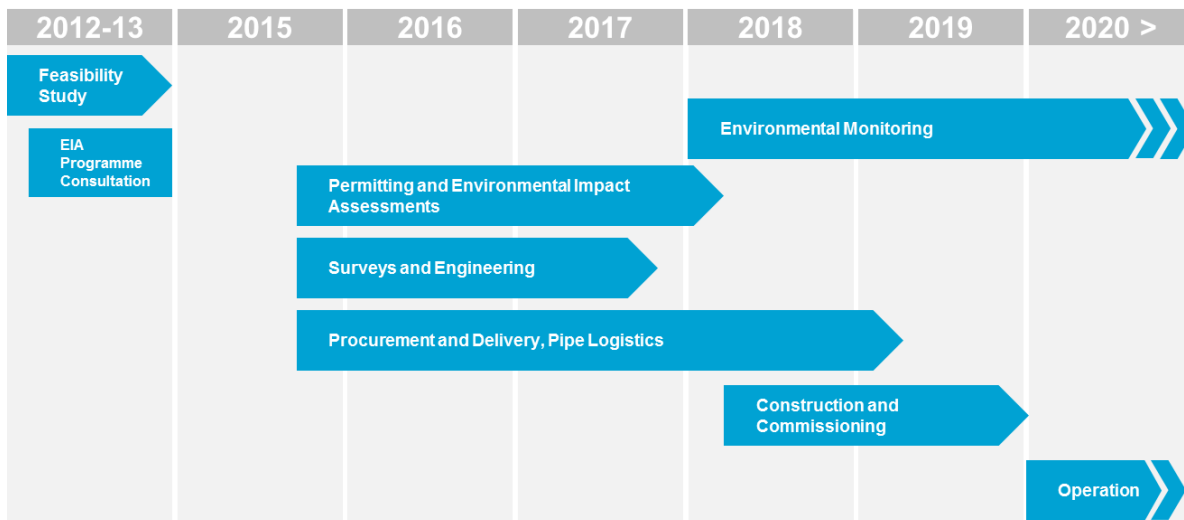 2012-13 2015 2016 2017 2018 2019 2020 >
Feasibility
Study
EIA
Programme
Consultation
Environmental Monitoring
Permitting and Environmental Impact
Assessments
Surveys and Engineering
Procurement and Delivery, Pipe Logistics
Construction and
Commissioning
Operation